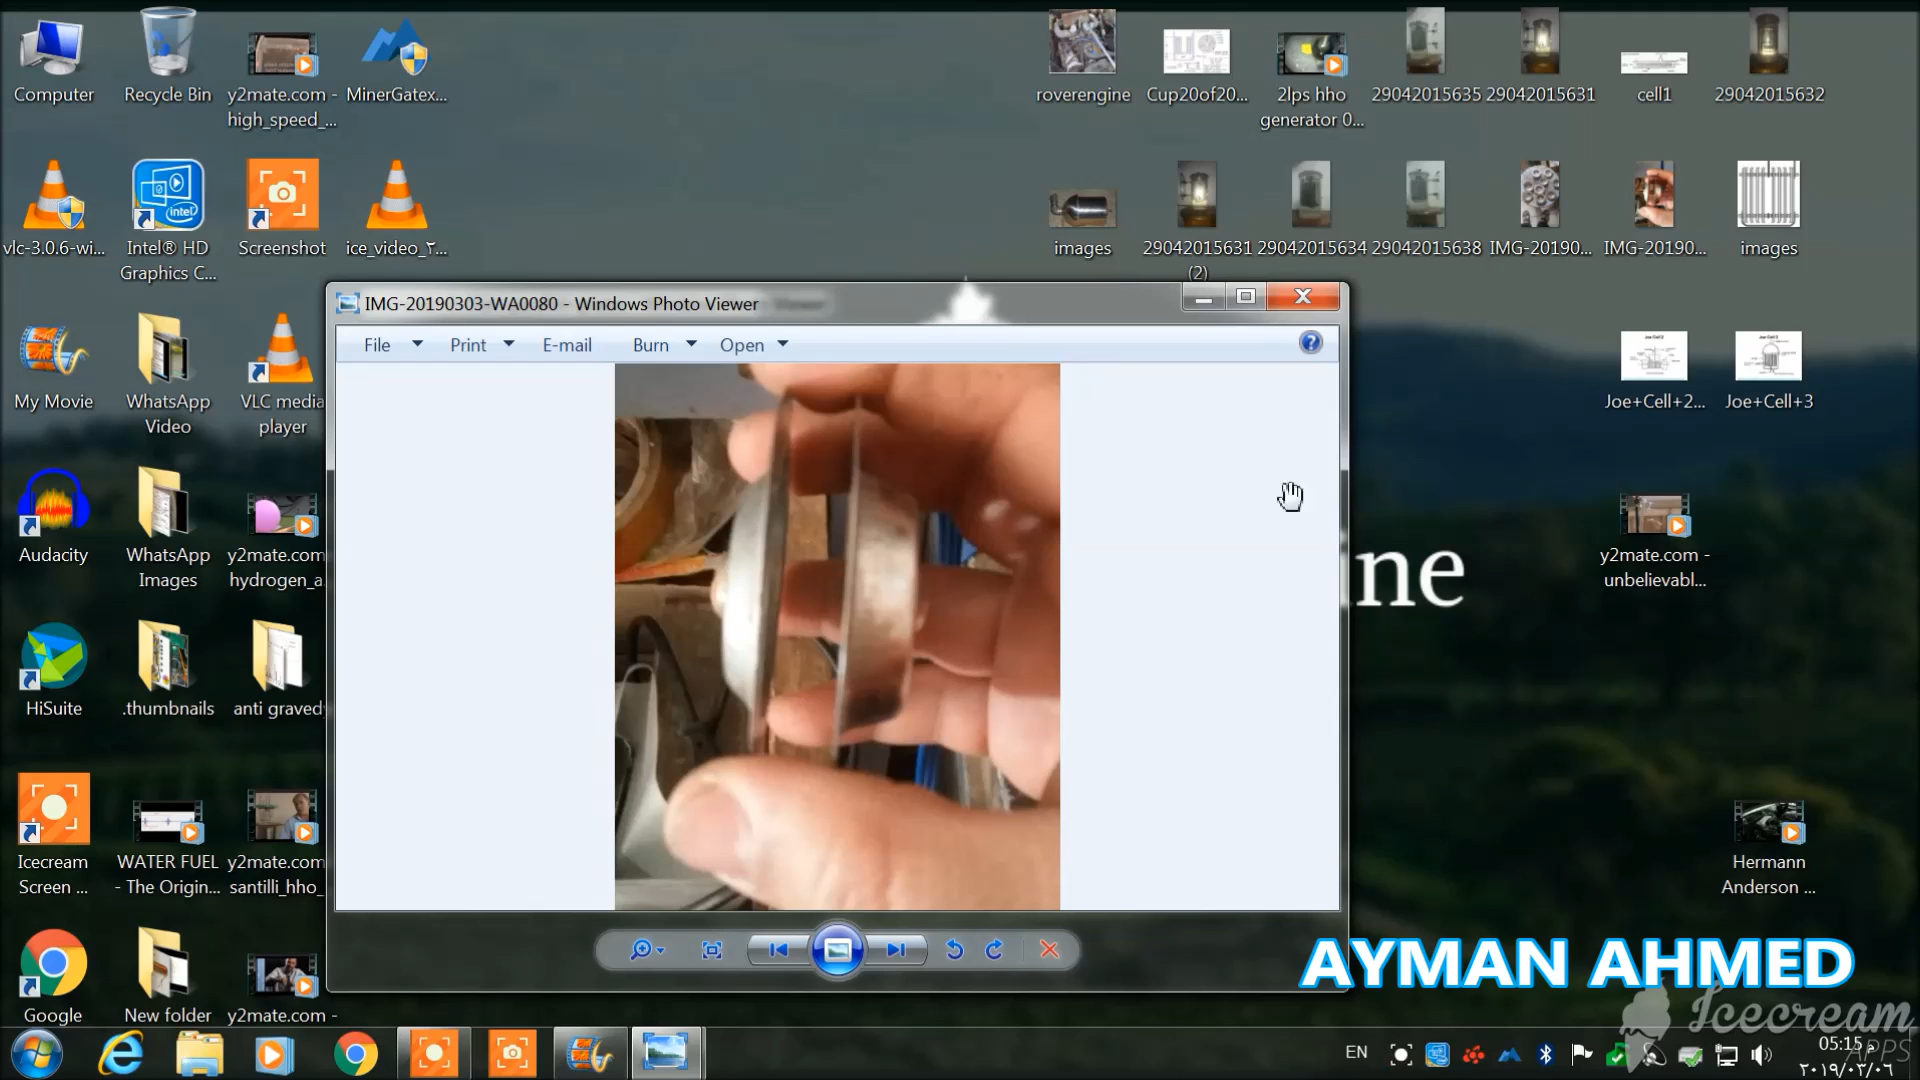 Computer
Recycle Bin
y2mate.com -
high_speed_...
MinerGatex...
roverengine
Cup20of20...
2lps hho
generator 0...
29042015635
29042015631
cell1
29042015632
vlc-3.0.6-wi...
Intel® HD
Graphics C...
intel
Screenshot
ice_video_٢...
images
29042015631
(2)
29042015634
29042015638
IMG-20190...
IMG-20190...
images
IMG-20190303-WA0080 - Windows Photo Viewer
File
Print
E-mail
Burn
Open
My Movie
WhatsApp
Video
VLC media
player
Joe+Cell+2...
Joe+Cell+3
Audacity
WhatsApp
Images
y2mate.com
hydrogen_a
ine
y2mate.com -
unbelievabl...
HiSuite
.thumbnails
anti gravedy
Icecream
Screen ...
WATER FUEL
- The Origin...
y2mate.com
santilli_hho_
Hermann
Anderson ...
Google
New folder
y2mate.com -
AYMAN AHMED
Icecream
APPS
EN
05:15 م
٢٠١٩/٠٣/٠٦